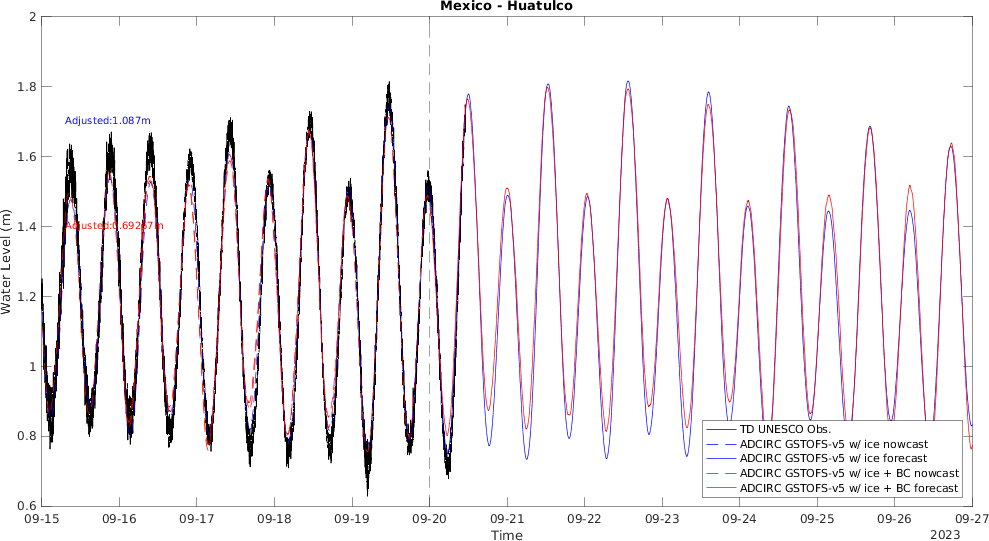 Mexico - Huatulco
2
1.8
1.6
1.4
1.2
1
0.8
0.6
Water Level (m)
Adjusted:1.087m
TD UNESCO Obs.
ADCIRC GSTOFS-v5 w/ ice nowcast
ADCIRC GSTOFS-v5 w/ ice forecast
ADCIRC GSTOFS-v5 w/ ice + BC nowcast
ADCIRC GSTOFS-v5 w/ ice + BC forecast
09-15 09-16 09-17 09-18 09-19 09-20 09-21 09-22 09-23 09-24 09-25 09-26 09-27
Time
2023